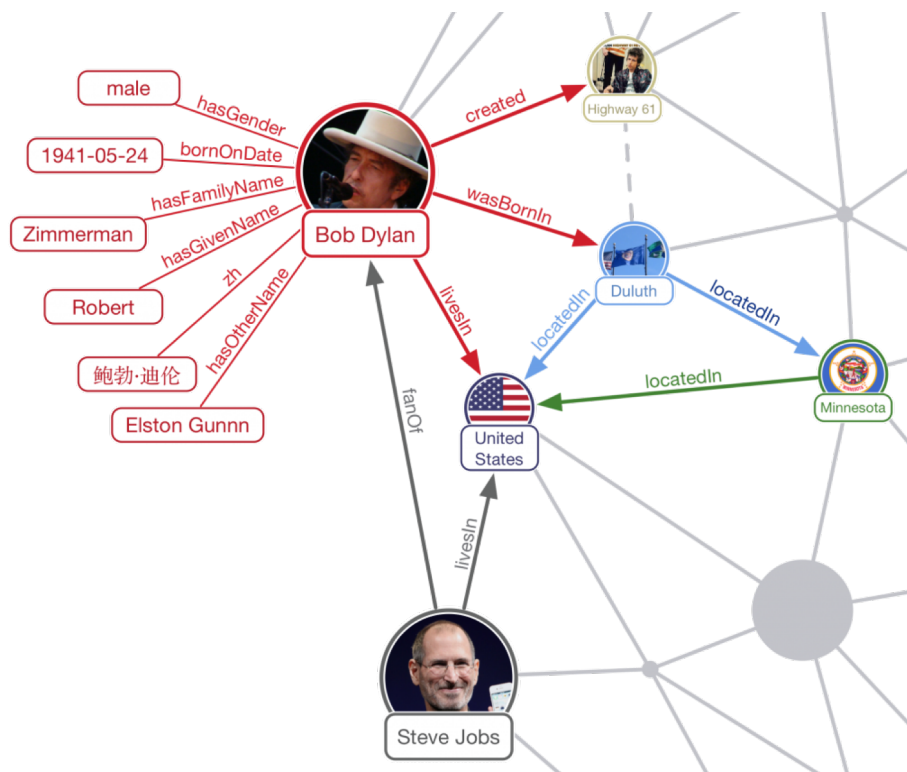 male
hasGender
created
Highway 61
1941-05-24
bornOnDate
hasFamilyName
Zimmerman
wasBornIn
Bob Dylan
hasGivenName
Robert
zh
鲍勃·迪伦
hasOtherName
Elston Gunnn
livesIn
Duluth
locatedIn
locatedIn
locatedIn
Minnesota
United
States
fanOf
livesIn
Steve Jobs